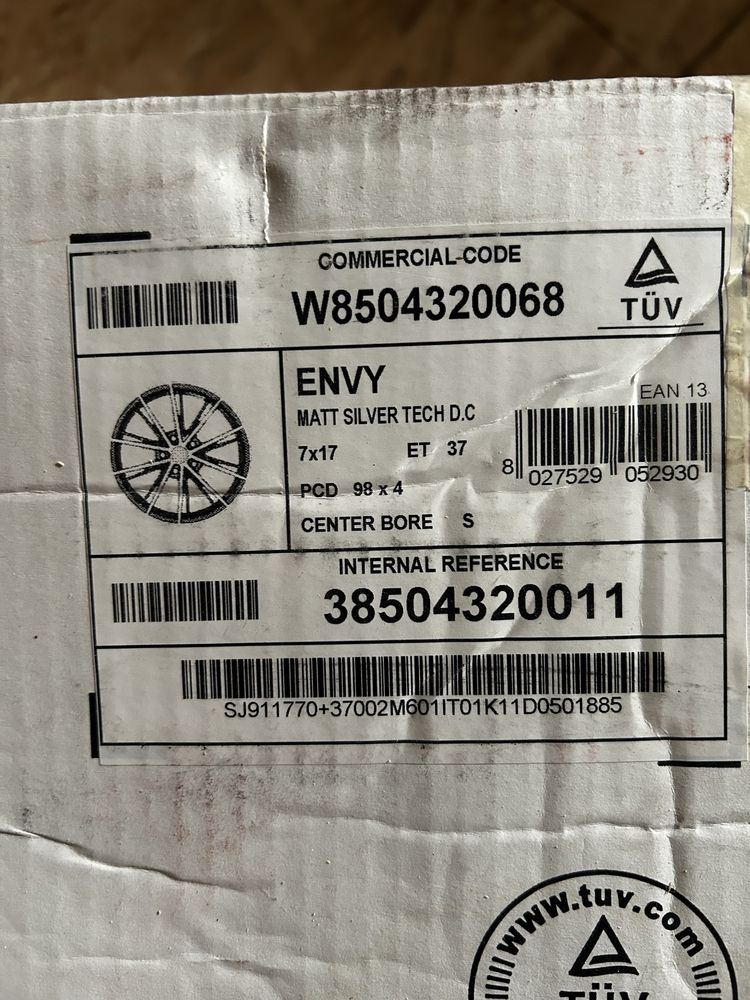 COMMERCIAL-CODE
W8504320068
TÜV
ENVY
MATT SILVER TECH D.C
7x17 ET 37
PCD 98 x 4
CENTER BORE S
EAN 13
8 027529 052930
INTERNAL REFERENCE
38504320011
SJ911770+37002M601IT01K11D0501885
www.tuv.com
TÜV